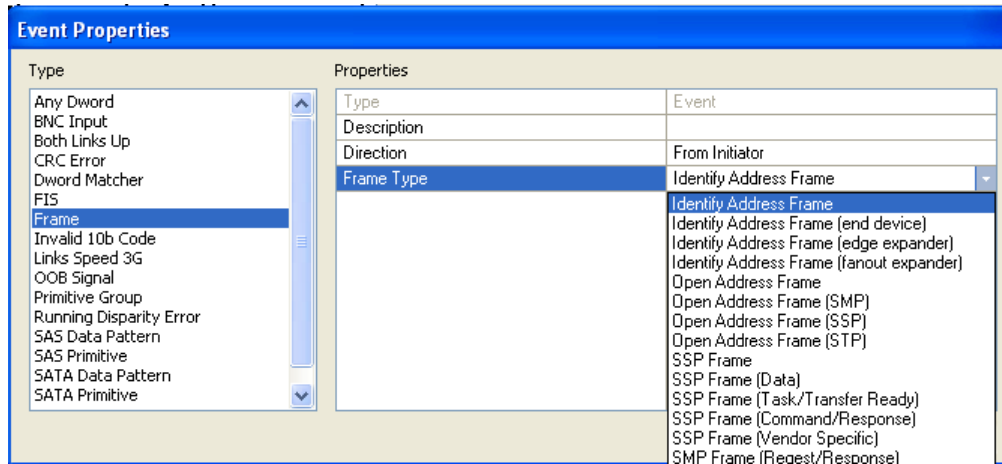 Event Properties
Type
Any Dword
BNC Input
Both Links Up
CRC Error
Dword Matcher
FIS
Frame
Invalid 10b Code
Links Speed 3G
OOB Signal
Primitive Group
Running Disparity Error
SAS Data Pattern
SAS Primitive
SATA Data Pattern
SATA Primitive
Properties
Type Event
Description
Direction From Initiator
Frame Type Identify Address Frame
Identify Address Frame
Identify Address Frame (end device)
Identify Address Frame (edge expander)
Identify Address Frame (fanout expander)
Open Address Frame
Open Address Frame (SMP)
Open Address Frame (SSP)
Open Address Frame (STP)
SSP Frame
SSP Frame (Data)
SSP Frame (Task/Transfer Ready)
SSP Frame (Command/Response)
SSP Frame (Vendor Specific)
SMP Frame (Regest/Response)